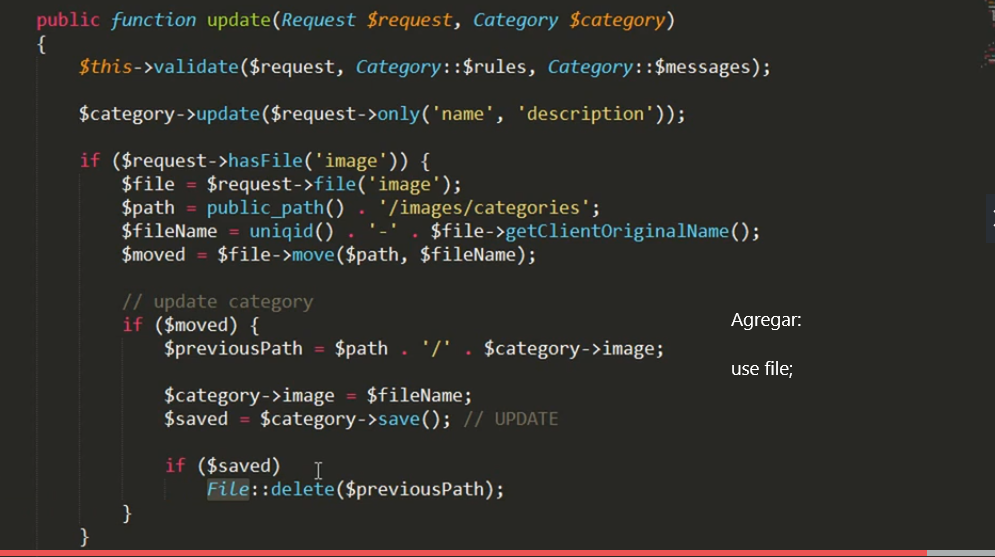 public function update(Request $request, Category $category)
{
    $this->validate($request, Category::$rules, Category::$messages);

    $category->update($request->only('name', 'description'));

    if ($request->hasFile('image')) {
        $file = $request->file('image');
        $path = public_path() . '/images/categories';
        $fileName = uniqid() . '-' . $file->getClientOriginalName();
        $moved = $file->move($path, $fileName);

        // update category
        if ($moved) {
            $previousPath = $path . '/' . $category->image;

            $category->image = $fileName;
            $saved = $category->save(); // UPDATE

            if ($saved)
                File::delete($previousPath);
        }
    }
Agregar:
use file;